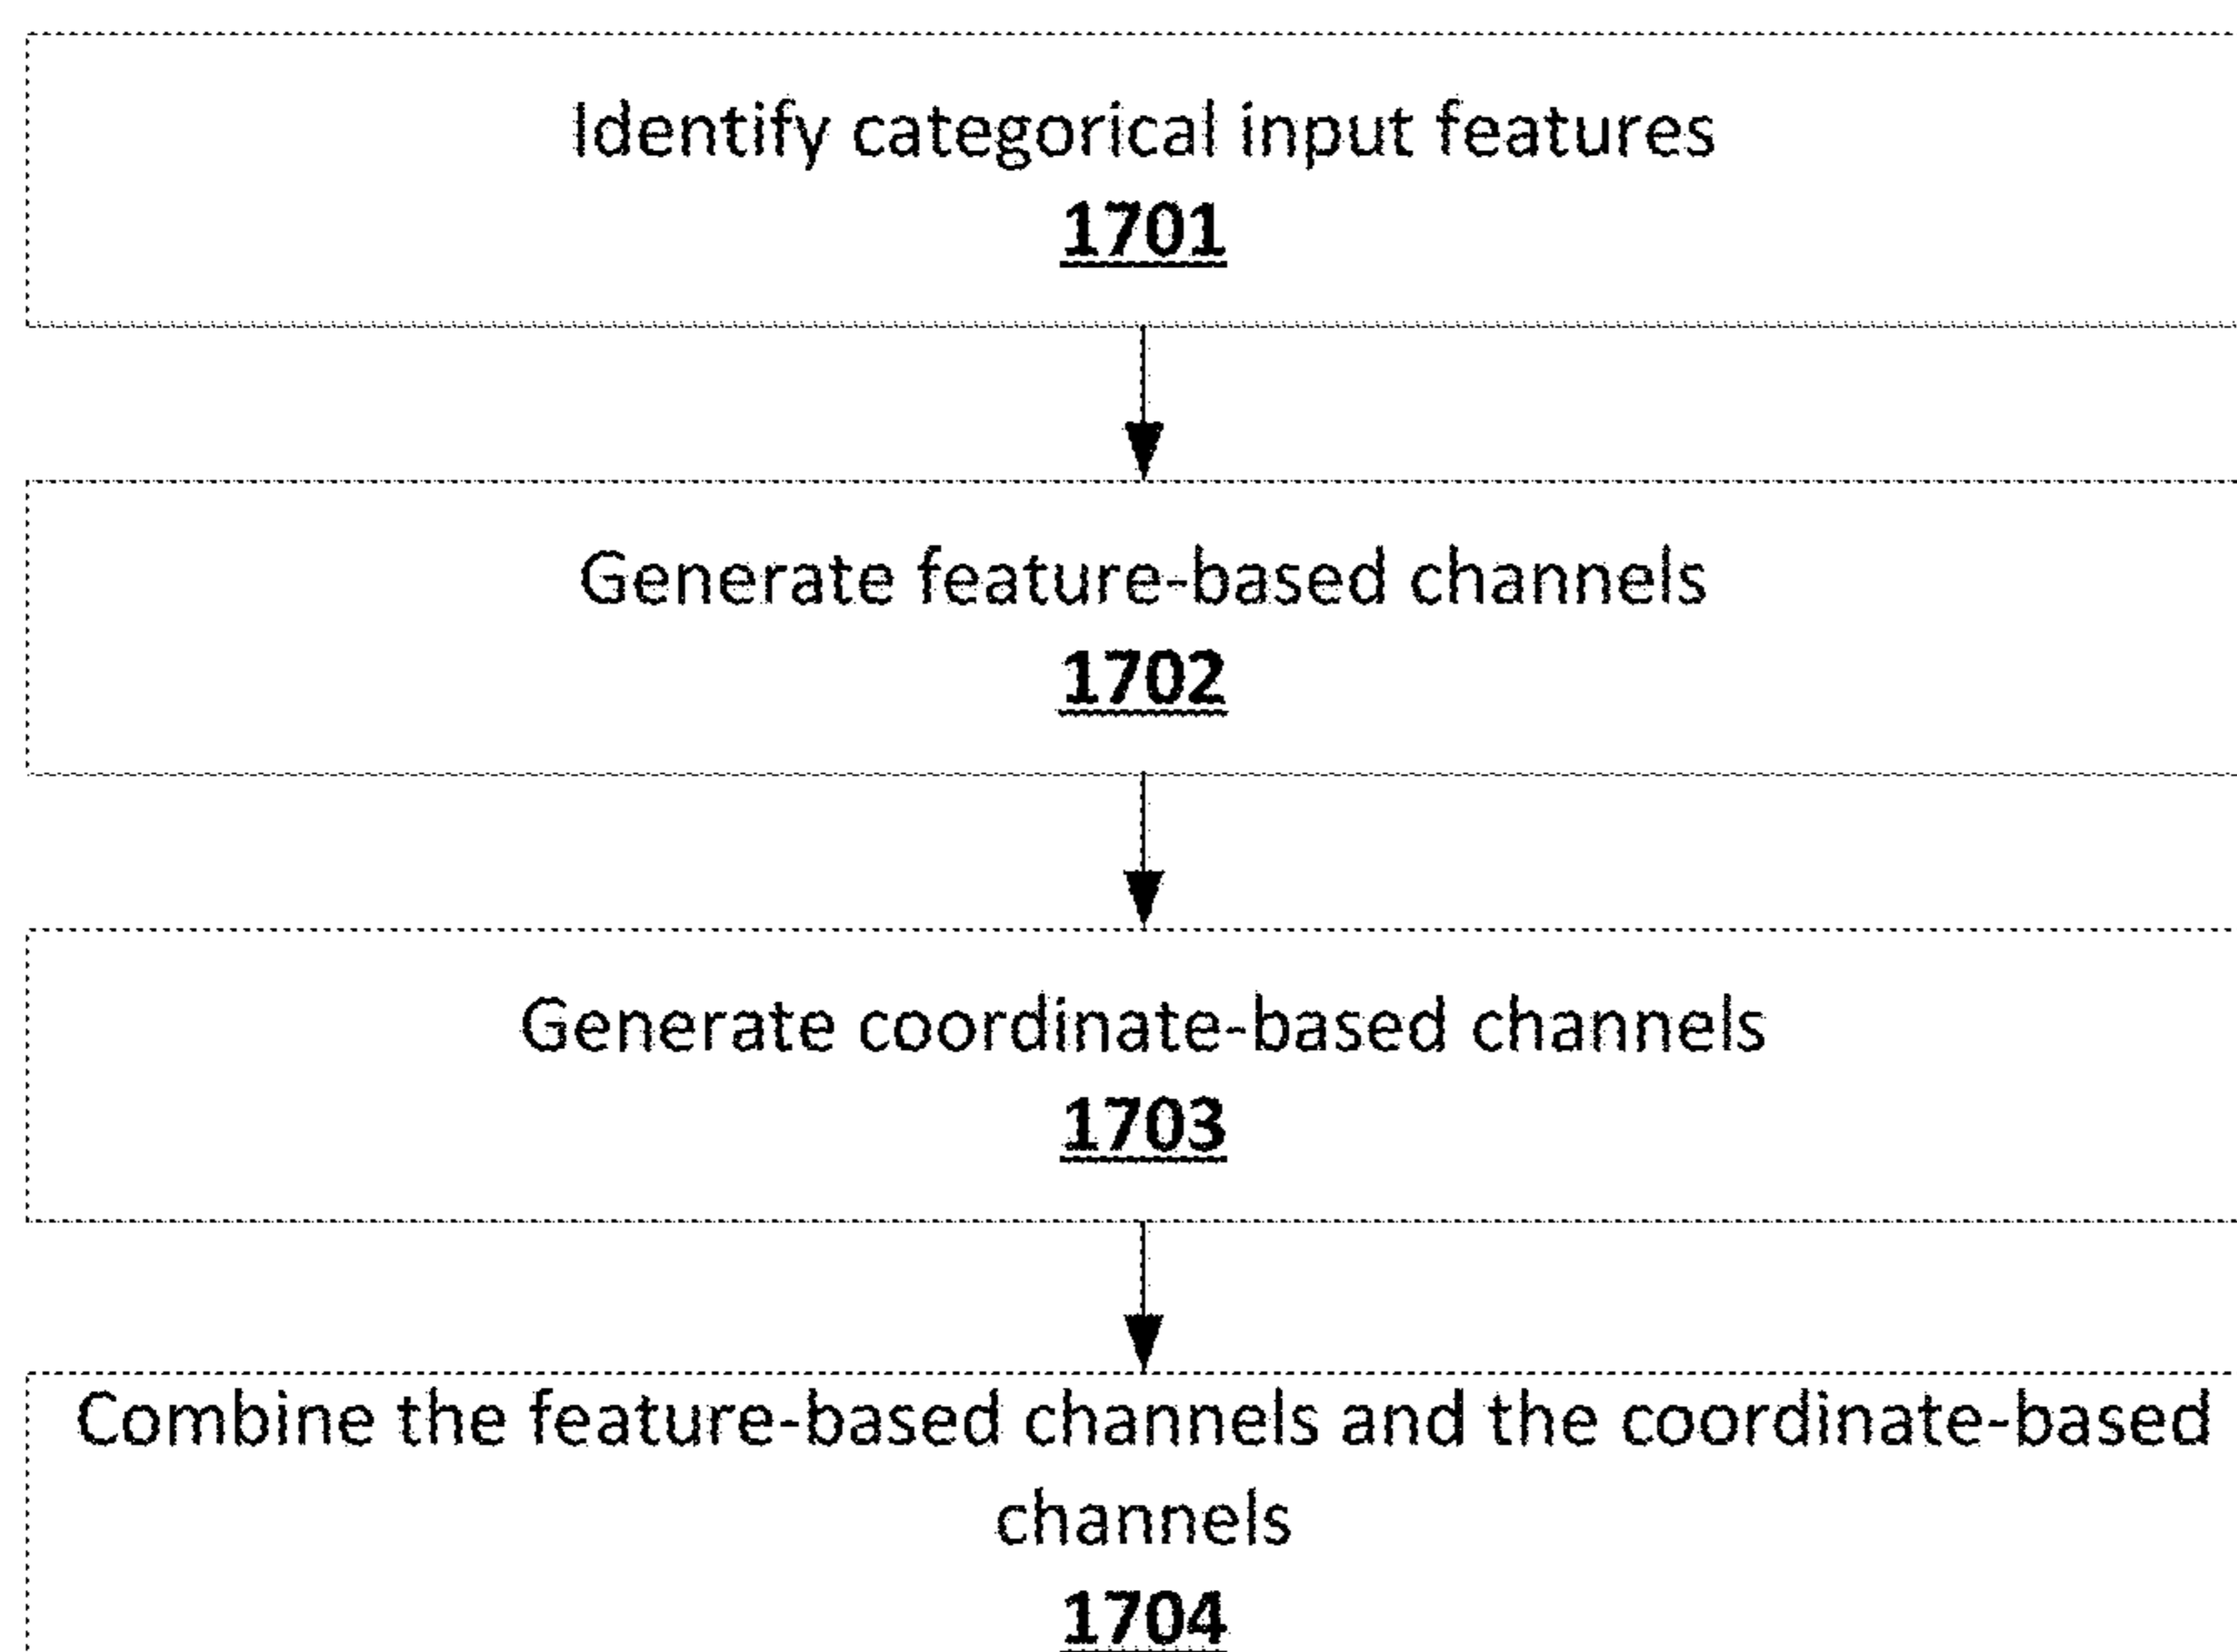 Identify categorical input features
1701
Generate feature-based channels
1702
Generate coordinate-based channels
1703
Combine the feature-based channels and the coordinate-based
channels
1704